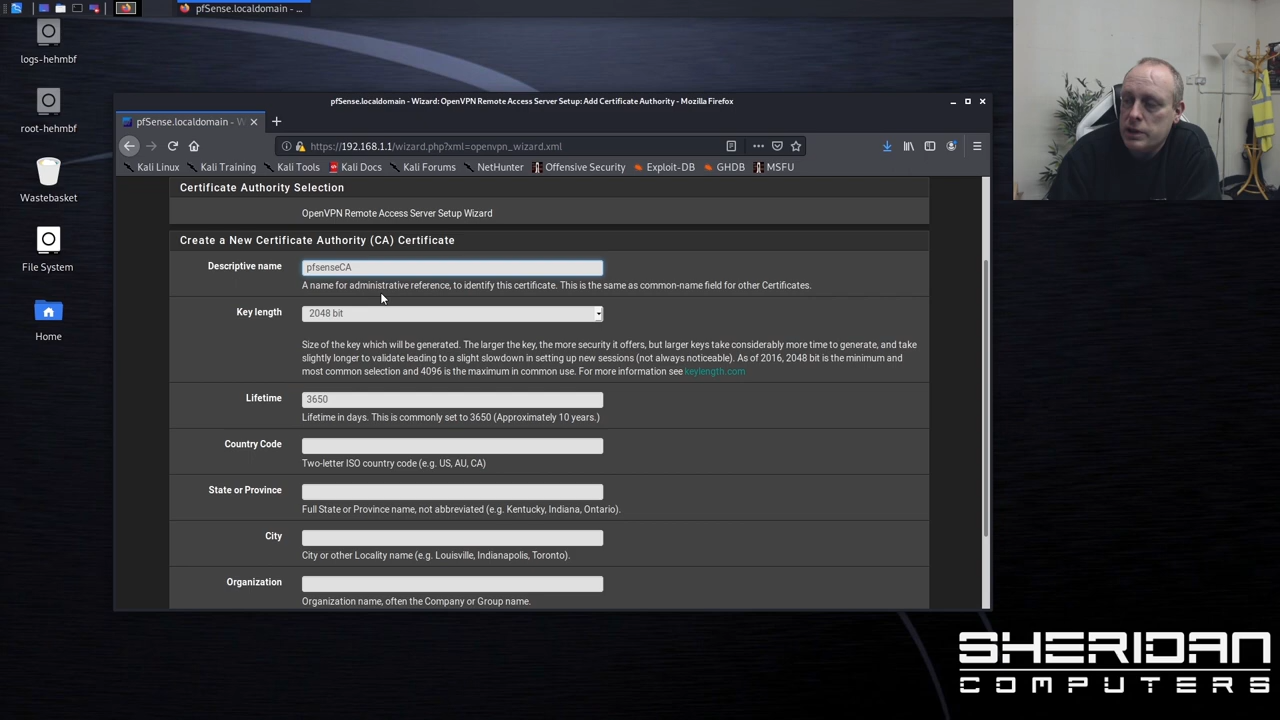 pfSense.localdomain - ...
logs-hehmbf
root-hehmbf
Wastebasket
File System
Home
pfSense.localdomain - Wizard: OpenVPN Remote Access Server Setup: Add Certificate Authority - Mozilla Firefox
pfSense.localdomain - W
https://192.168.1.1/wizard.php?xml=openvpn_wizard.xml
Kali Linux Kali Training Kali Tools Kali Docs Kali Forums NetHunter Offensive Security Exploit-DB GHDB MSFU
Certificate Authority Selection
OpenVPN Remote Access Server Setup Wizard
Create a New Certificate Authority (CA) Certificate
Descriptive name pfsenseCA
A name for administrative reference, to identify this certificate. This is the same as common-name field for other Certificates.
Key length 2048 bit
Size of the key which will be generated. The larger the key, the more security it offers, but larger keys take considerably more time to generate, and take
slightly longer to validate leading to a slight slowdown in setting up new sessions (not always noticeable). As of 2016, 2048 bit is the minimum and
most common selection and 4096 is the maximum in common use. For more information see keylength.com
Lifetime 3650
Lifetime in days. This is commonly set to 3650 (Approximately 10 years.)
Country Code
Two-letter ISO country code (e.g. US, AU, CA)
State or Province
Full State or Province name, not abbreviated (e.g. Kentucky, Indiana, Ontario).
City
City or other Locality name (e.g. Louisville, Indianapolis, Toronto).
Organization
Organization name, often the Company or Group name.
SHERIDAN
COMPUTERS